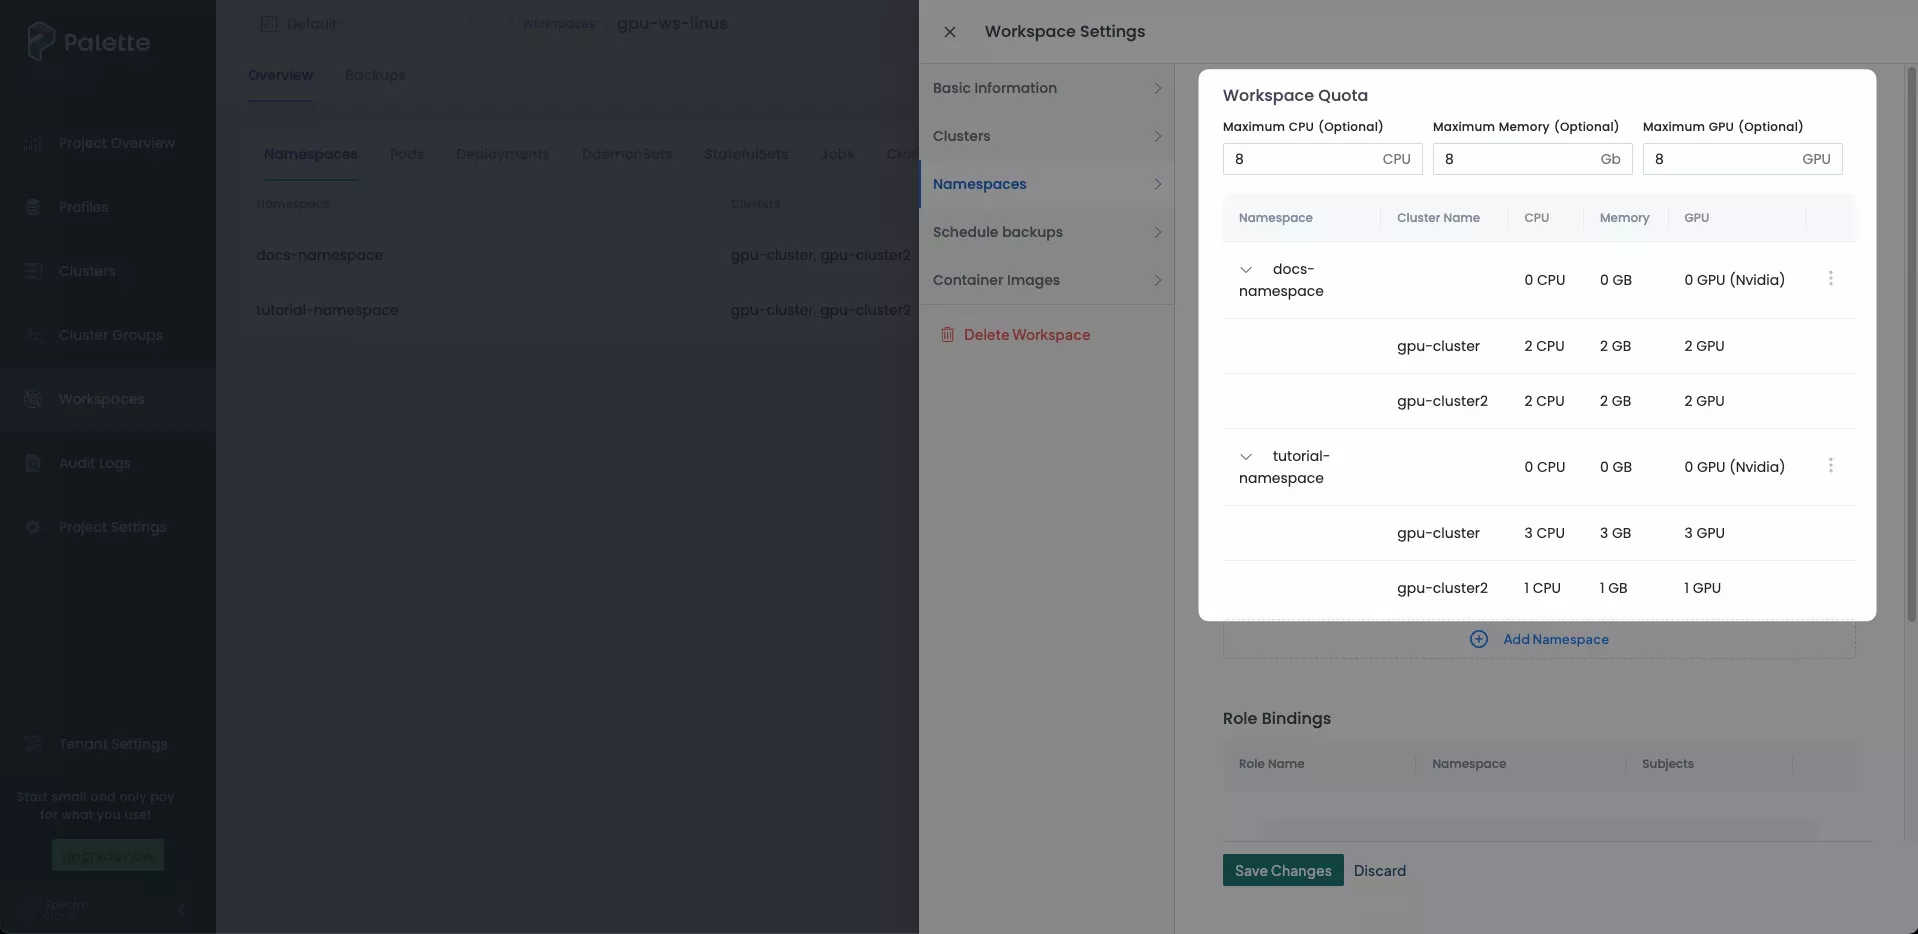 Palette
Project Overview
Profiles
Clusters
Cluster Groups
Workspaces
Audit Logs
Project Settings
Tenant Settings
Start small and only pay
for what you use!
Upgrade now
Spectro
Cloud
Default
Workspaces
gpu-ws-linus
Overview
Backups
Namespaces
Pods
Deployments
DaemonSets
StatefulSets
Jobs
Namespace
Clusters
docs-namespace
gpu-cluster, gpu-cluster2
tutorial-namespace
gpu-cluster, gpu-cluster2
Workspace Settings
Basic Information
Clusters
Namespaces
Schedule backups
Container Images
Delete Workspace
Workspace Quota
Maximum CPU (Optional)
Maximum Memory (Optional)
Maximum GPU (Optional)
8 CPU
8 Gb
8 GPU
Namespace Cluster Name CPU Memory GPU
docs-
namespace
0 CPU 0 GB 0 GPU (Nvidia)
gpu-cluster 2 CPU 2 GB 2 GPU
gpu-cluster2 2 CPU 2 GB 2 GPU
tutorial-
namespace
0 CPU 0 GB 0 GPU (Nvidia)
gpu-cluster 3 CPU 3 GB 3 GPU
gpu-cluster2 1 CPU 1 GB 1 GPU
Add Namespace
Role Bindings
Role Name Namespace Subjects
Save Changes
Discard